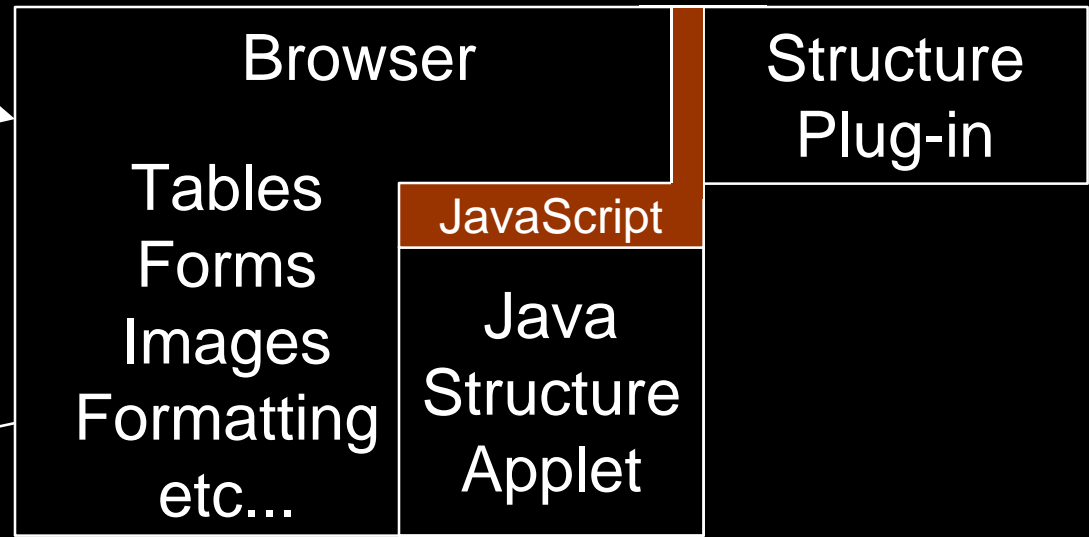 Browser
Tables
Forms
Images
Formatting
etc...
JavaScript
Java
Structure
Applet
Structure
Plug-in